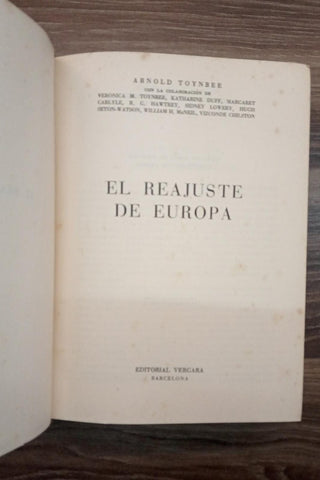 ARNOLD TOYNBEE
CON LA COLABORACIÓN DE
VERONICA M. TOYNBEE, KATHARINE DUFF, MARGARET
CARLYLE, R. G. HAWTREY, SIDNEY LOWERY, HUGH
SETON-WATSON, WILLIAM H. McNEIL, VIZCONDE CHILSTON
EL REAJUSTE
DE EUROPA
EDITORIAL VERGARA
BARCELONA